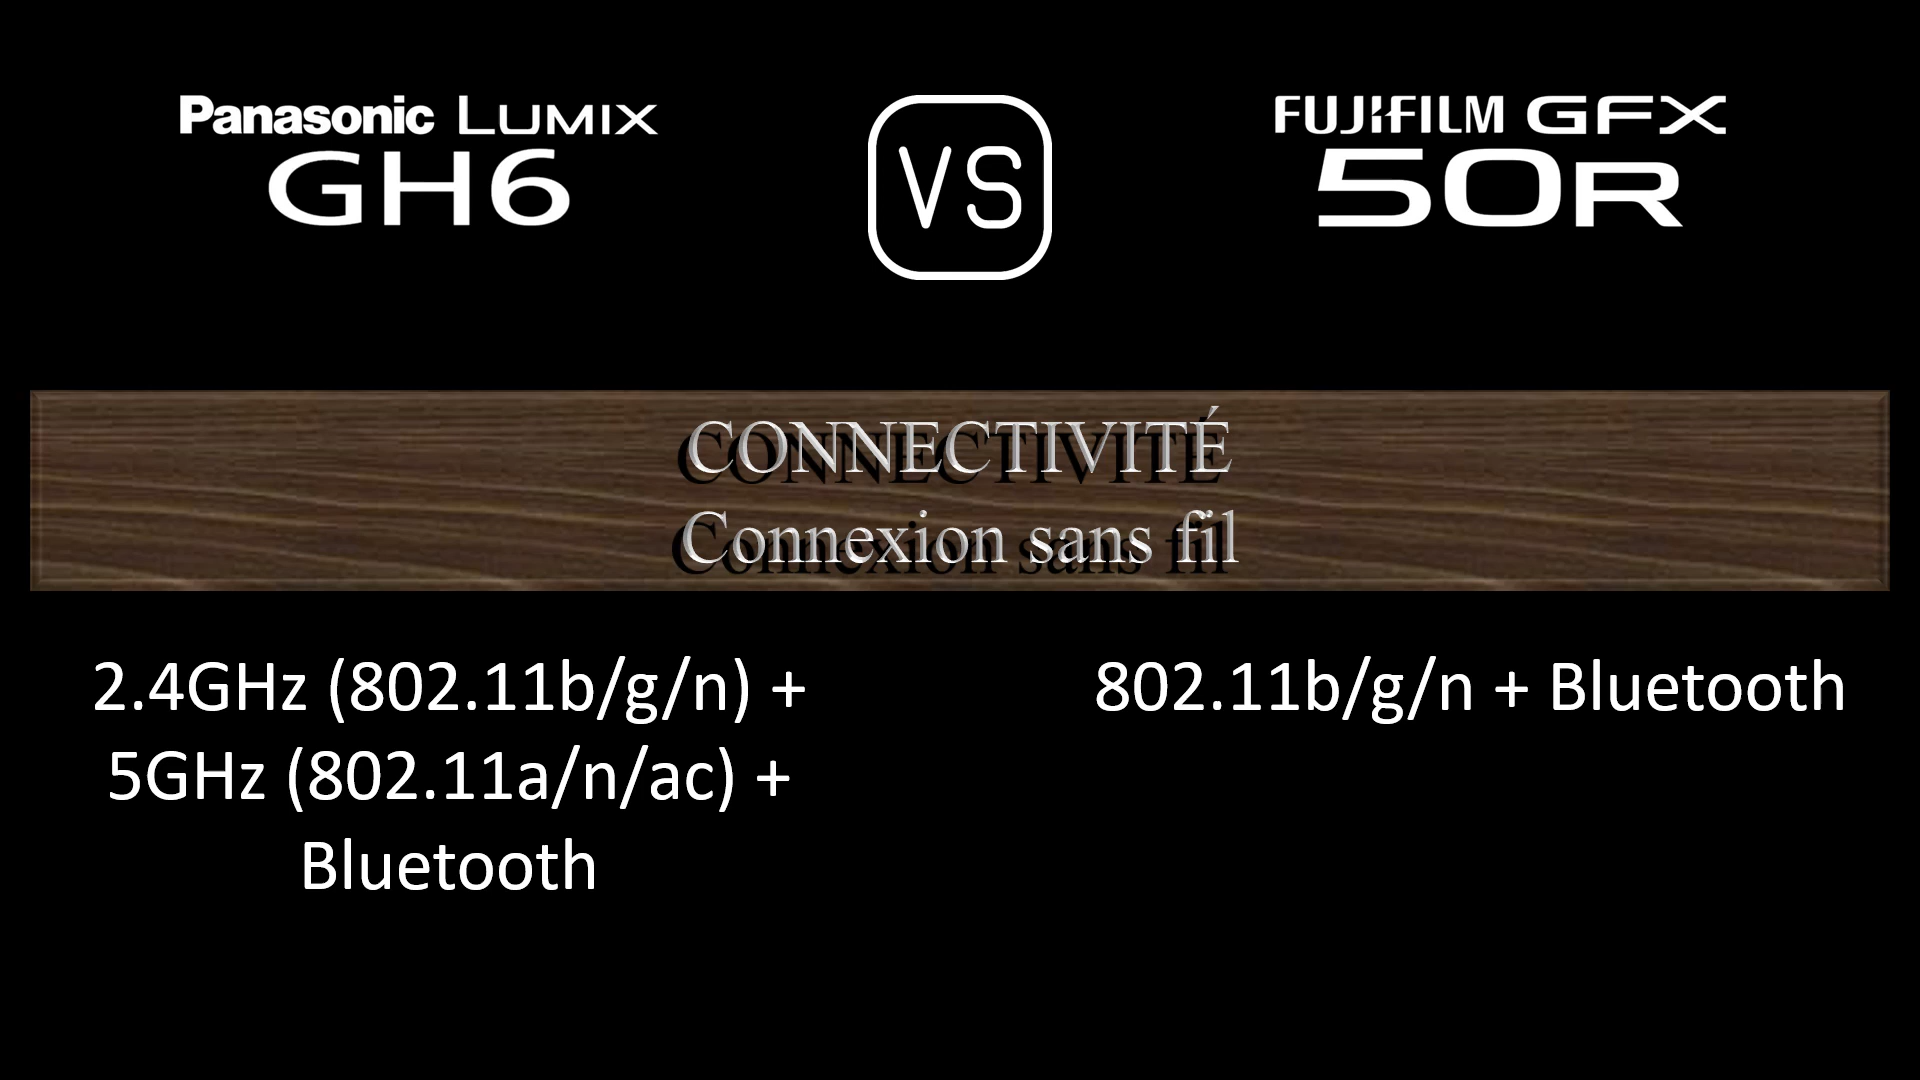 Panasonic LUMIX
GH6
VS
FUJIFILM GFX
50R
CONNECTIVITÉ
Connexion sans fil
2.4GHz (802.11b/g/n) +
5GHz (802.11a/n/ac) +
Bluetooth
802.11b/g/n + Bluetooth